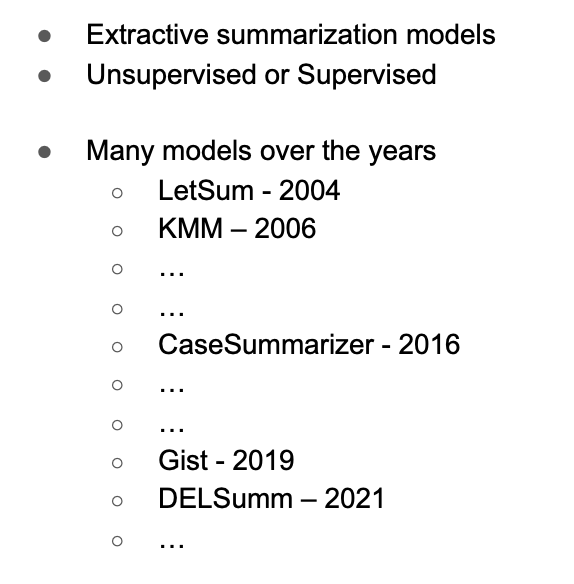 ● Extractive summarization models
● Unsupervised or Supervised
● Many models over the years
○ LetSum - 2004
○ KMM – 2006
○ …
○ …
○ CaseSummarizer - 2016
○ …
○ …
○ Gist - 2019
○ DELSumm – 2021
○ …